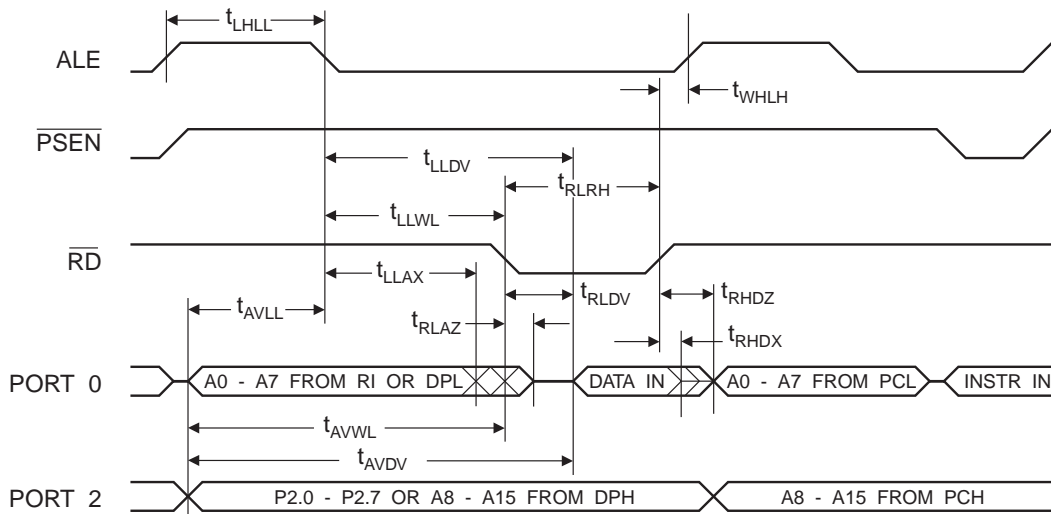 tLHLL
ALE
tWHLH
PSEN
tLLDV
tRLRH
tLLWL
RD
tLLAX
tRLDV
tRHDZ
tAVLL
tRLAZ
tRHDX
PORT 0
A0 - A7 FROM RI OR DPL
DATA IN
A0 - A7 FROM PCL
INSTR IN
tAVWL
tAVDV
PORT 2
P2.0 - P2.7 OR A8 - A15 FROM DPH
A8 - A15 FROM PCH